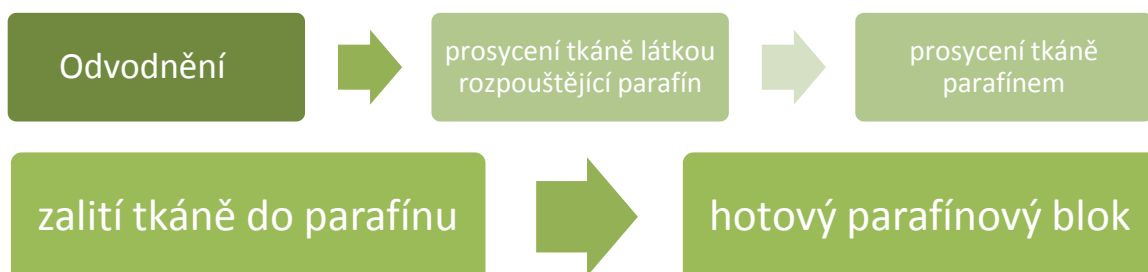 Odvodnění
prosycení tkáně látkou
rozpouštějící parafín
prosycení tkáně
parafínem
zalití tkáně do parafínu
hotový parafínový blok